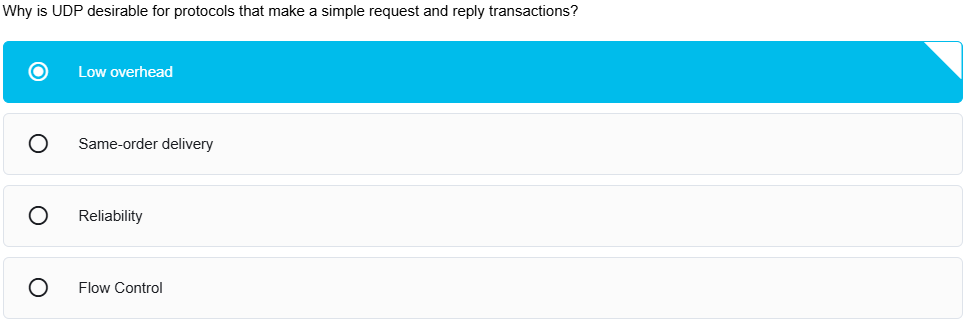 Why is UDP desirable for protocols that make a simple request and reply transactions?
Low overhead
Same-order delivery
Reliability
Flow Control